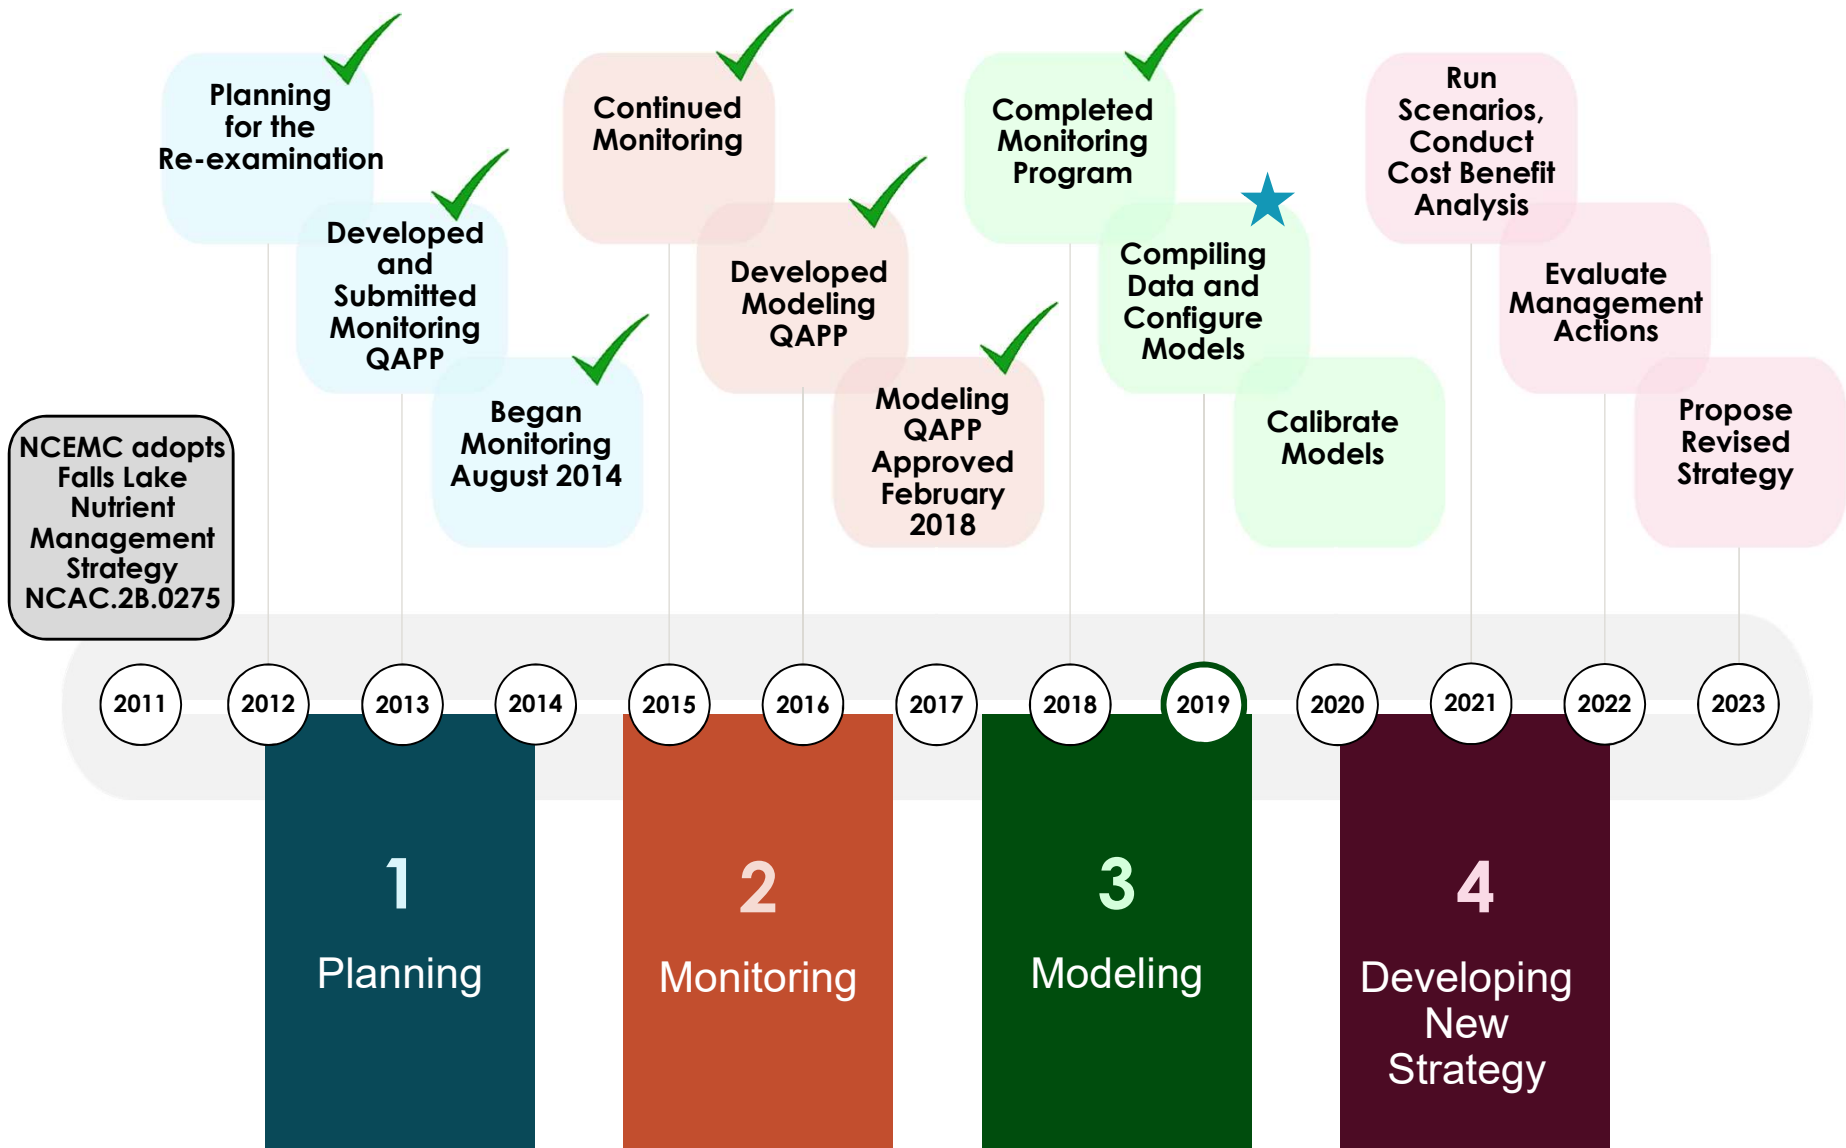 Planning
for the
Re-examination
Developed
and
Submitted
Monitoring
QAPP
Began
Monitoring
August 2014
Continued
Monitoring
Developed
Modeling
QAPP
Modeling
QAPP
Approved
February
2018
Completed
Monitoring
Program
Compiling
Data and
Configure
Models
Calibrate
Models
Run
Scenarios,
Conduct
Cost Benefit
Analysis
Evaluate
Management
Actions
Propose
Revised
Strategy
NCEMC adopts
Falls Lake
Nutrient
Management
Strategy
NCAC.2B.0275
2011
2012
2013
2014
2015
2016
2017
2018
2019
2020
2021
2022
2023
1
Planning
2
Monitoring
3
Modeling
4
Developing
New
Strategy